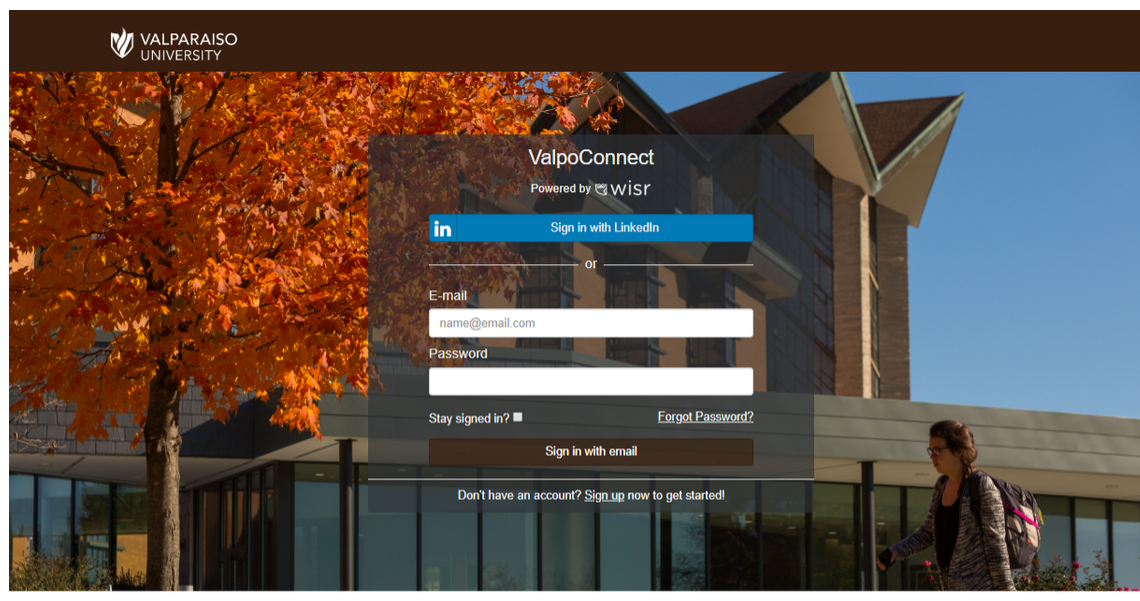 VALPARAISO
UNIVERSITY
ValpoConnect
Powered by wisr
in Sign in with LinkedIn
or
E-mail
name@email.com
Password
Stay signed in? Forgot Password?
Sign in with email
Don't have an account? Sign up now to get started!